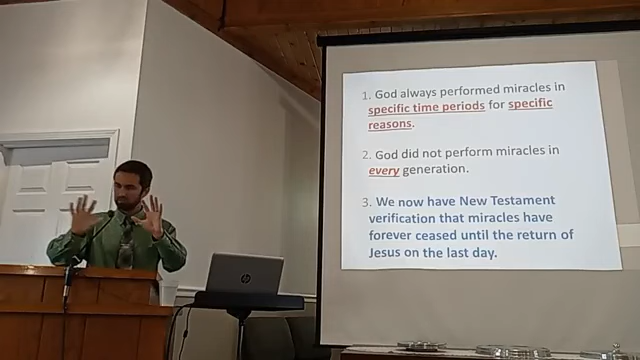 1. God always performed miracles in
specific time periods for specific
reasons.
2. God did not perform miracles in
every generation.
3. We now have New Testament
verification that miracles have
forever ceased until the return of
Jesus on the last day.
hp